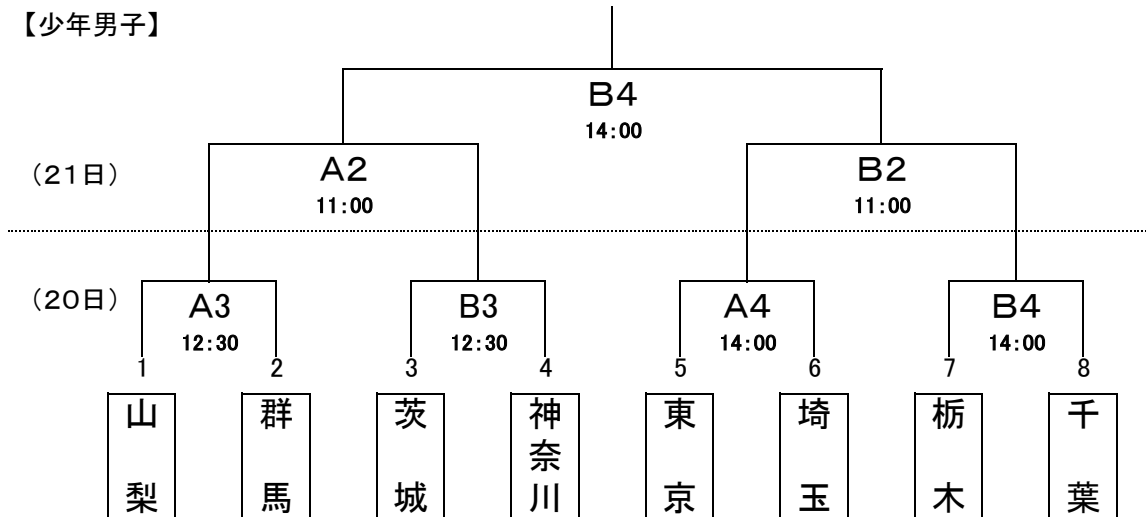 【少年男子】
B4
14:00
(21日)
A2
11:00
B2
11:00
(20日)
A3
12:30
B3
12:30
A4
14:00
B4
14:00
1
2
3
4
5
6
7
8
山梨
群馬
茨城
神奈川
東京
埼玉
栃木
千葉